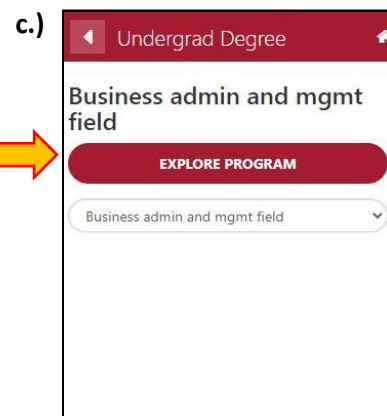 c.)
Undergrad Degree
Business admin and mgmt
field
EXPLORE PROGRAM
Business admin and mgmt field